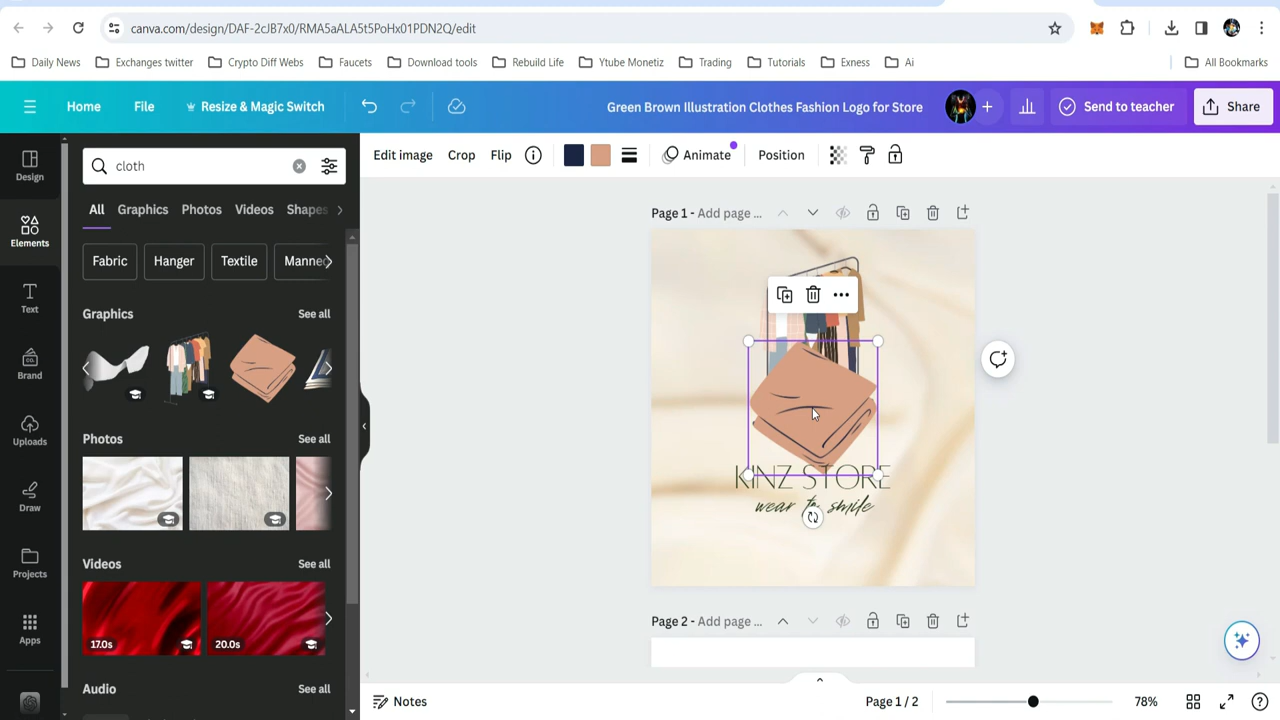 canva.com/design/DAF-2cJB7x0/RMA5aALA5t5PoHx01PDN2Q/edit
Daily News
Exchanges twitter
Crypto Diff Webs
Faucets
Download tools
Rebuild Life
Ytube Monetiz
Trading
Tutorials
Exness
Ai
All Bookmarks
Home
File
Resize & Magic Switch
Green Brown Illustration Clothes Fashion Logo for Store
Send to teacher
Share
Design
Elements
Text
Brand
Uploads
Draw
Projects
Apps
cloth
All
Graphics
Photos
Videos
Shapes
Fabric
Hanger
Textile
Manneq
Graphics
See all
Photos
See all
Videos
See all
17.0s
20.0s
Audio
See all
Edit image
Crop
Flip
Animate
Position
Page 1 - Add page ...
KINZ STORE
wear to smile
Page 2 - Add page ...
Notes
Page 1 / 2
78%